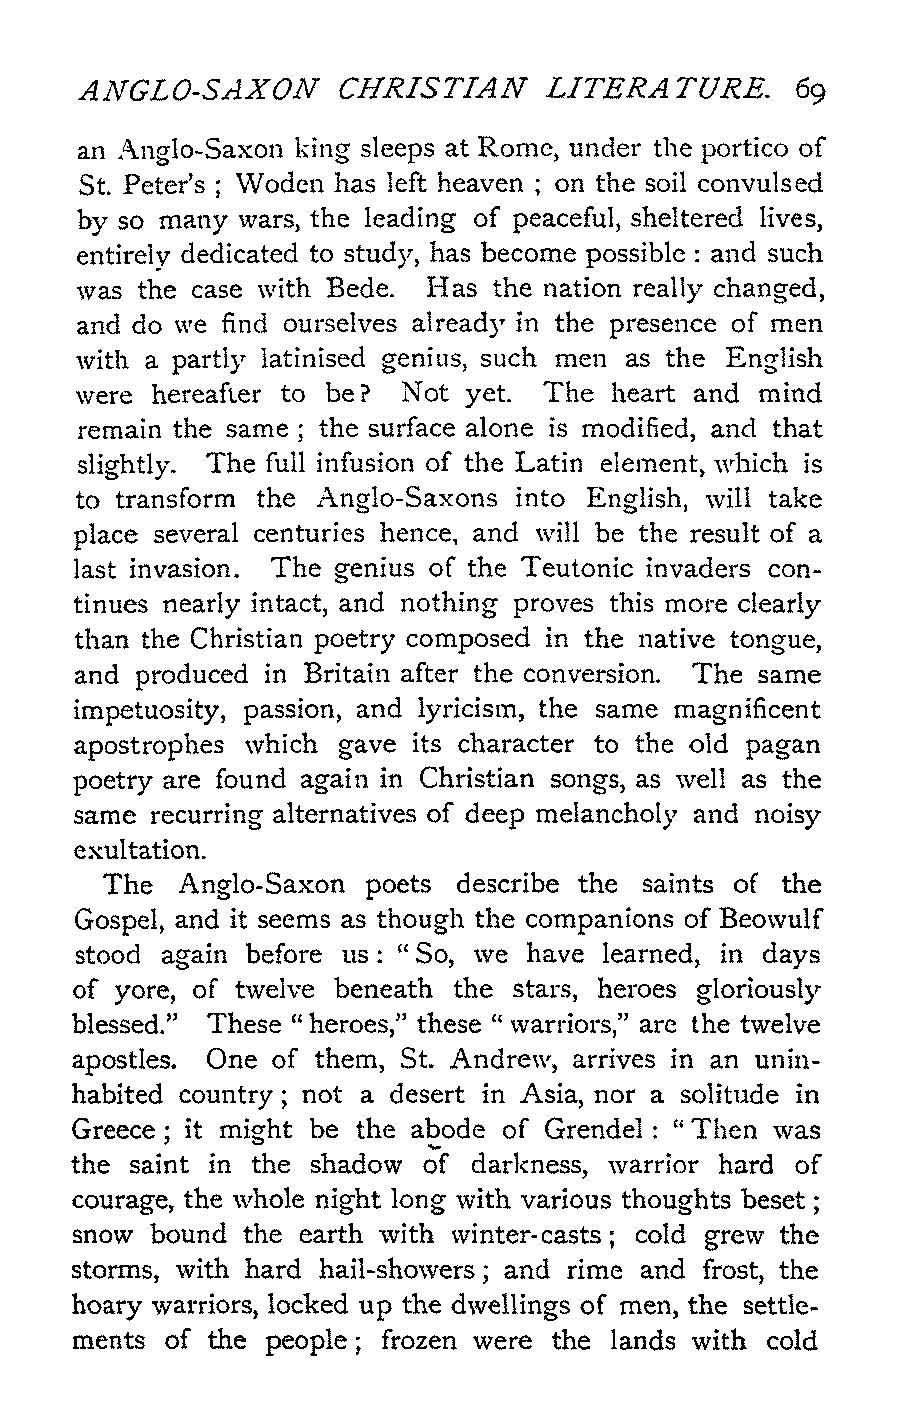 ANGLO-SAXON CHRISTIAN LITERATURE. 69
an Anglo-Saxon king sleeps at Rome, under the portico of
St. Peter's ; Woden has left heaven ; on the soil convulsed
by so many wars, the leading of peaceful, sheltered lives,
entirely dedicated to study, has become possible : and such
was the case with Bede. Has the nation really changed,
and do we find ourselves already in the presence of men
with a partly latinised genius, such men as the English
were hereafter to be? Not yet. The heart and mind
remain the same ; the surface alone is modified, and that
slightly. The full infusion of the Latin element, which is
to transform the Anglo-Saxons into English, will take
place several centuries hence, and will be the result of a
last invasion. The genius of the Teutonic invaders con-
tinues nearly intact, and nothing proves this more clearly
than the Christian poetry composed in the native tongue,
and produced in Britain after the conversion. The same
impetuosity, passion, and lyricism, the same magnificent
apostrophes which gave its character to the old pagan
poetry are found again in Christian songs, as well as the
same recurring alternatives of deep melancholy and noisy
exultation.
The Anglo-Saxon poets describe the saints of the
Gospel, and it seems as though the companions of Beowulf
stood again before us : "So, we have learned, in days
of yore, of twelve beneath the stars, heroes gloriously
blessed." These "heroes," these "warriors," are the twelve
apostles. One of them, St. Andrew, arrives in an unin-
habited country ; not a desert in Asia, nor a solitude in
Greece ; it might be the abode of Grendel : "Then was
the saint in the shadow of darkness, warrior hard of
courage, the whole night long with various thoughts beset ;
snow bound the earth with winter-casts ; cold grew the
storms, with hard hail-showers ; and rime and frost, the
hoary warriors, locked up the dwellings of men, the settle-
ments of the people ; frozen were the lands with cold